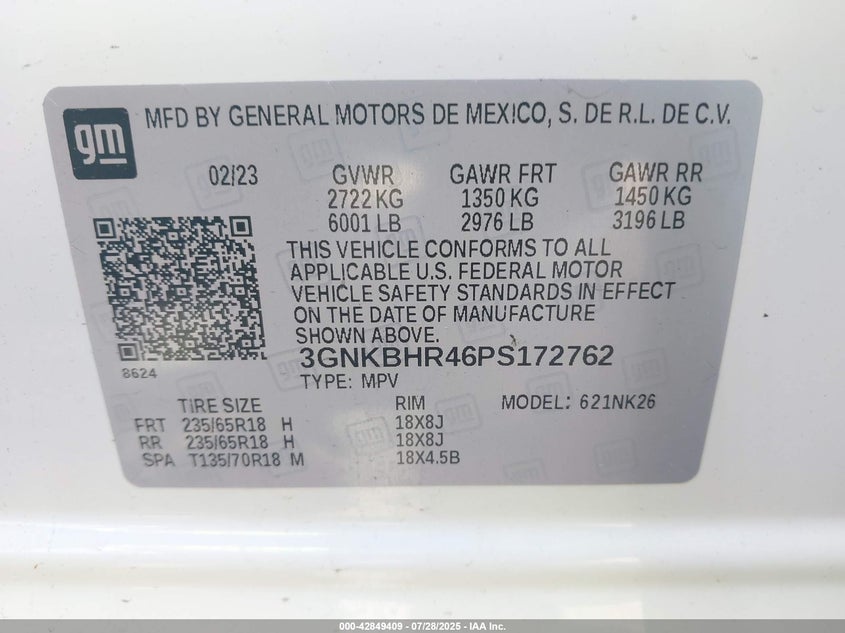 gm
MFD BY GENERAL MOTORS DE MEXICO, S. DE R.L. DE C.V.
02/23 GVWR GAWR FRT GAWR RR
2722 KG 1350 KG 1450 KG
6001 LB 2976 LB 3196 LB
THIS VEHICLE CONFORMS TO ALL
APPLICABLE U.S. FEDERAL MOTOR
VEHICLE SAFETY STANDARDS IN EFFECT
ON THE DATE OF MANUFACTURE
SHOWN ABOVE.
3GNKBHR46PS172762
8624
TYPE: MPV
TIRE SIZE RIM MODEL: 621NK26
FRT 235/65R18 H 18X8J
RR 235/65R18 H 18X8J
SPA T135/70R18 M 18X4.5B
000-42849409 - 07/28/2025 - IAA Inc.